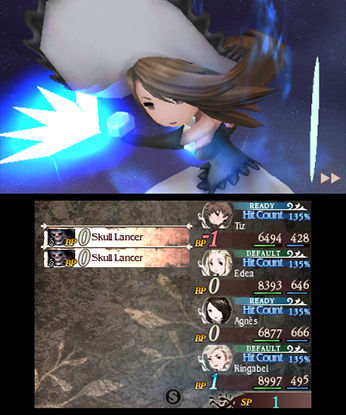 READY
Hit Count 135%
Tiz
BP -1 6494 428
BP 0 Skull Lancer
BP 0 Skull Lancer
DEFAULT
Hit Count 135%
Edea
BP 0 8393 646
READY
Hit Count 135%
Agnès
BP 0 6877 666
DEFAULT
Hit Count 135%
Ringabel
BP 1 8997 495
S
SP 1